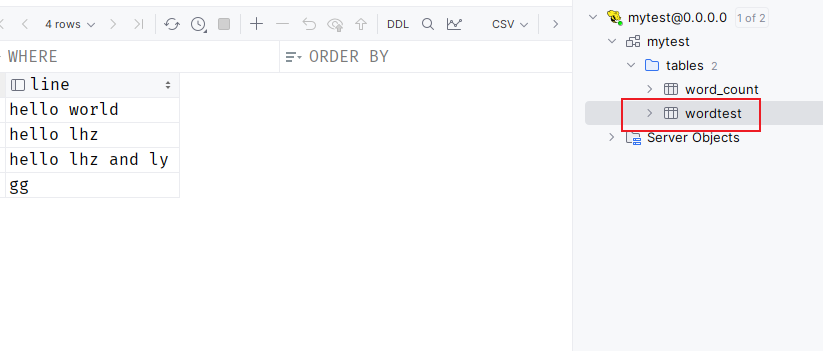 4 rows
DDL
CSV
WHERE
ORDER BY
line
hello world
hello lhz
hello lhz and ly
gg
mytest@0.0.0.0 1 of 2
mytest
tables 2
word_count
wordtest
Server Objects